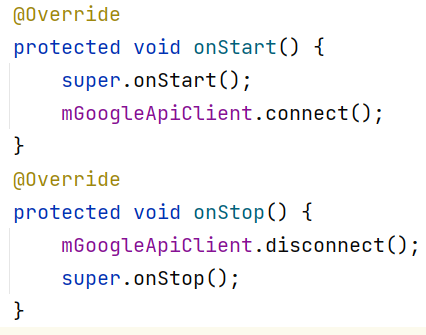 @Override
protected void onStart() {
    super.onStart();
    mGoogleApiClient.connect();
}
@Override
protected void onStop() {
    mGoogleApiClient.disconnect();
    super.onStop();
}